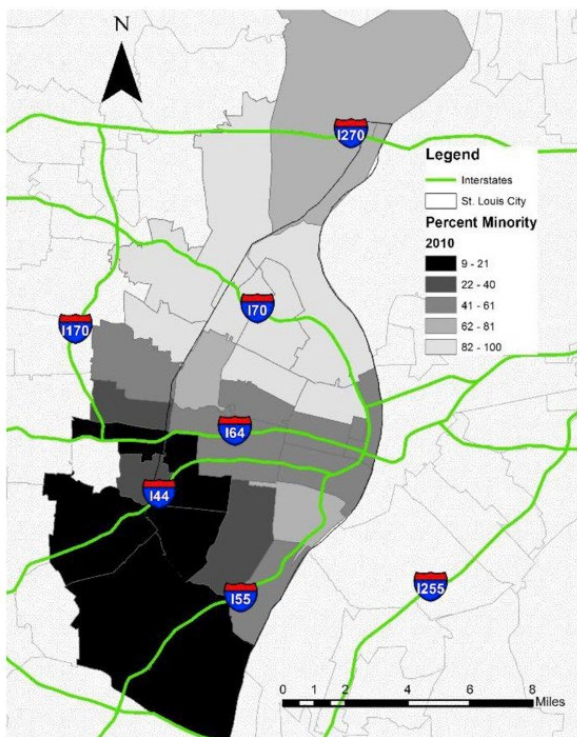 N
I270
Legend
Interstates
St. Louis City
Percent Minority
2010
9 - 21
22 - 40
41 - 61
62 - 81
82 - 100
I70
I170
I64
I44
I55
I255
0 1 2 4 6 8
Miles